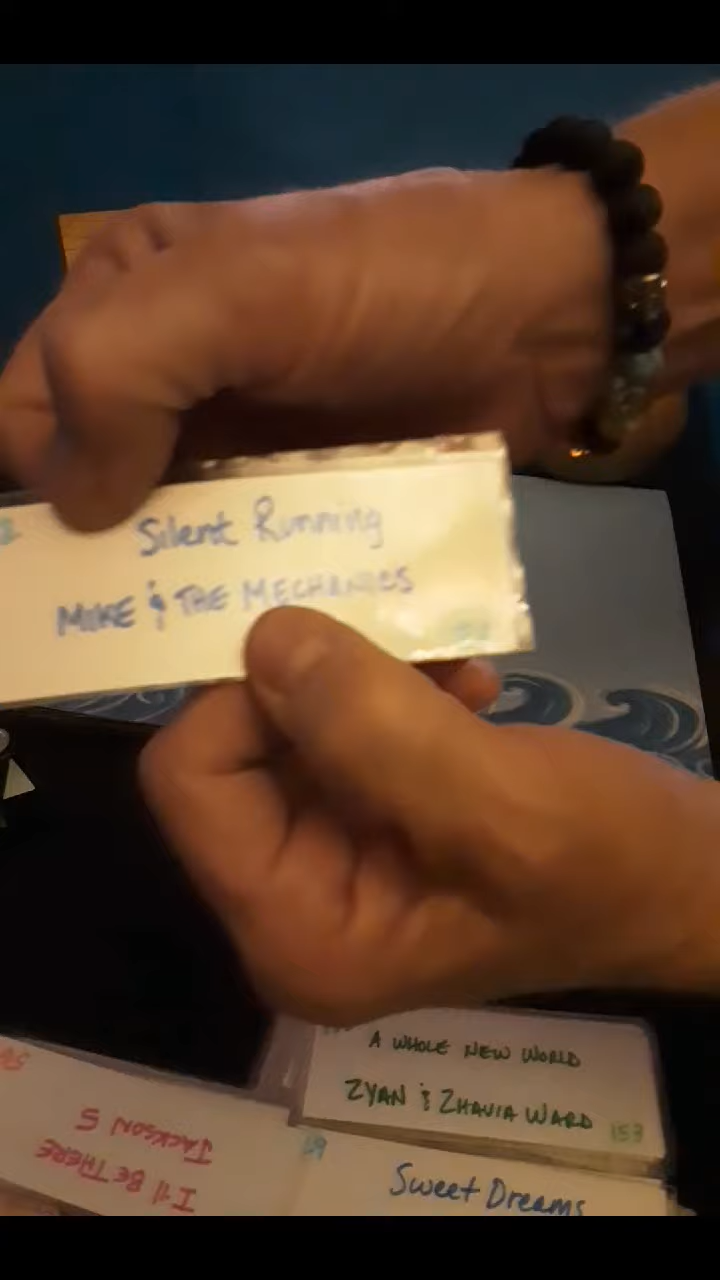 Silent Running
MIKE & THE MECHANICS
A WHOLE NEW WORLD
ZYAN & ZHAVIA WARD
153
I'll BE THERE
JACKSON 5
Sweet Dreams